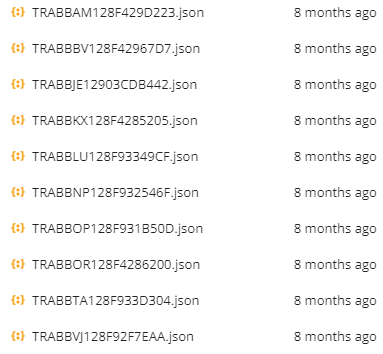 TRABBAM128F429D223.json 8 months ago
TRABBBV128F42967D7.json 8 months ago
TRABBJE12903CDB442.json 8 months ago
TRABBKX128F4285205.json 8 months ago
TRABBLU128F93349CF.json 8 months ago
TRABBNP128F932546F.json 8 months ago
TRABBOP128F931B50D.json 8 months ago
TRABBOR128F4286200.json 8 months ago
TRABBTA128F933D304.json 8 months ago
TRABBVJ128F92F7EAA.json 8 months ago